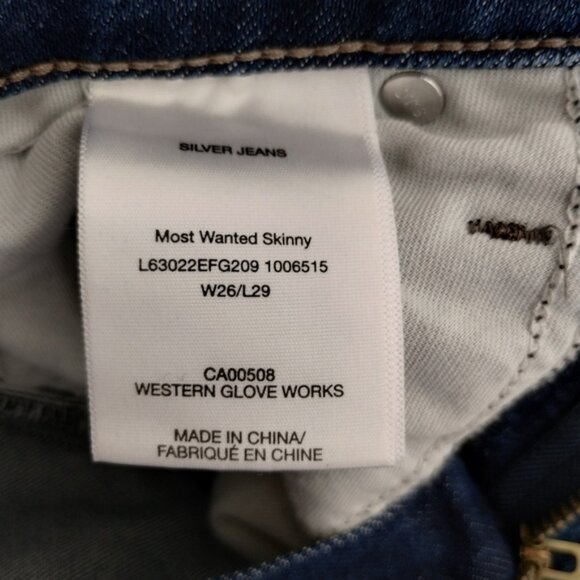 SILVER JEANS
Most Wanted Skinny
L63022EFG209 1006515
W26/L29
CA00508
WESTERN GLOVE WORKS
MADE IN CHINA/
FABRIQUÉ EN CHINE